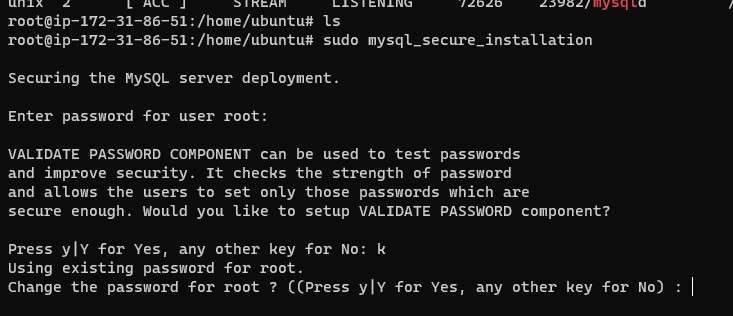 unix  2      [ ACC ]     STREAM     LISTENING     72626    23982/mysqld         /
root@ip-172-31-86-51:/home/ubuntu# ls
root@ip-172-31-86-51:/home/ubuntu# sudo mysql_secure_installation
Securing the MySQL server deployment.
Enter password for user root:
VALIDATE PASSWORD COMPONENT can be used to test passwords
and improve security. It checks the strength of password
and allows the users to set only those passwords which are
secure enough. Would you like to setup VALIDATE PASSWORD component?
Press y|Y for Yes, any other key for No: k
Using existing password for root.
Change the password for root ? ((Press y|Y for Yes, any other key for No) :